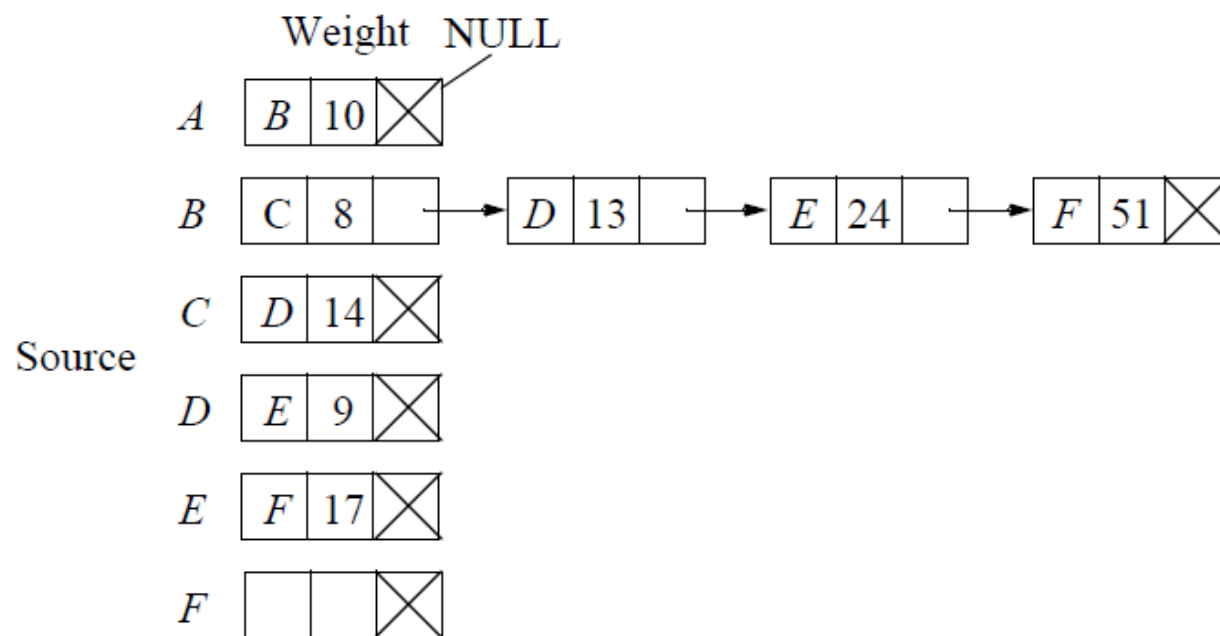 Weight NULL
A B 10
B C 8 D 13 E 24 F 51
C D 14
Source
D E 9
E F 17
F